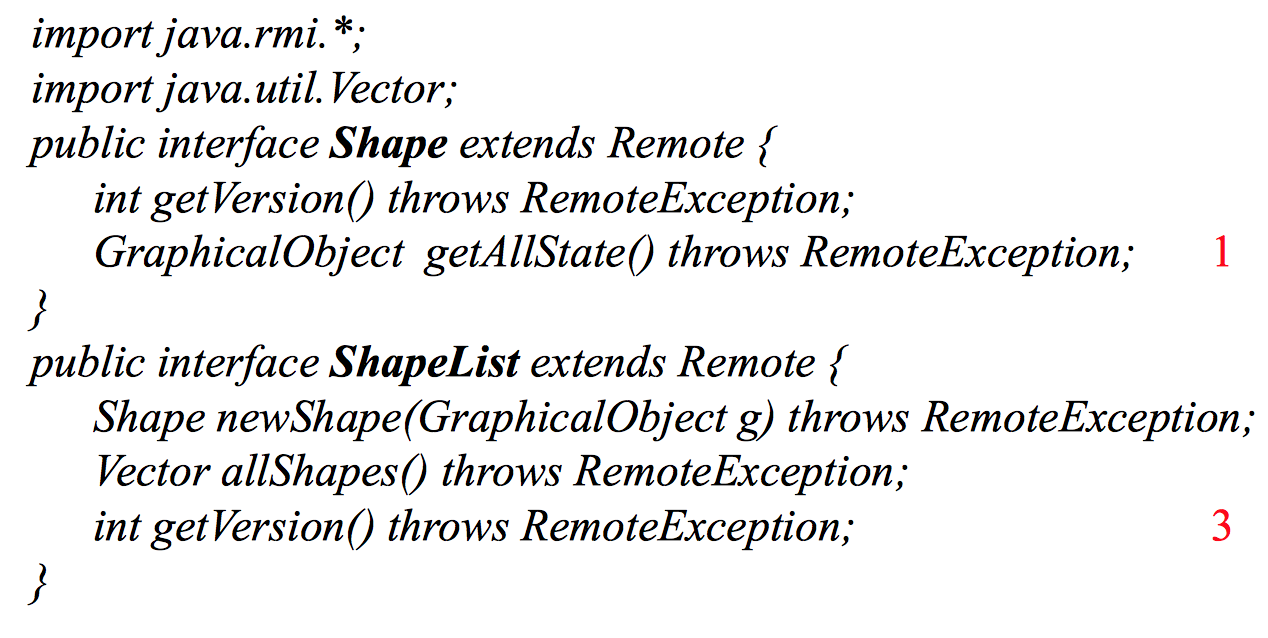 import java.rmi.*;
import java.util.Vector;
public interface Shape extends Remote {
int getVersion() throws RemoteException;
GraphicalObject getAllState() throws RemoteException; 1
}
public interface ShapeList extends Remote {
Shape newShape(GraphicalObject g) throws RemoteException;
Vector allShapes() throws RemoteException;
int getVersion() throws RemoteException; 3
}